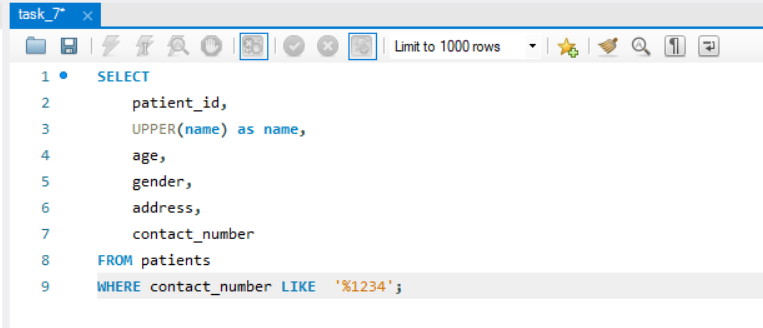 task_7*
Limit to 1000 rows
1 SELECT
2 patient_id,
3 UPPER(name) as name,
4 age,
5 gender,
6 address,
7 contact_number
8 FROM patients
9 WHERE contact_number LIKE '%1234';